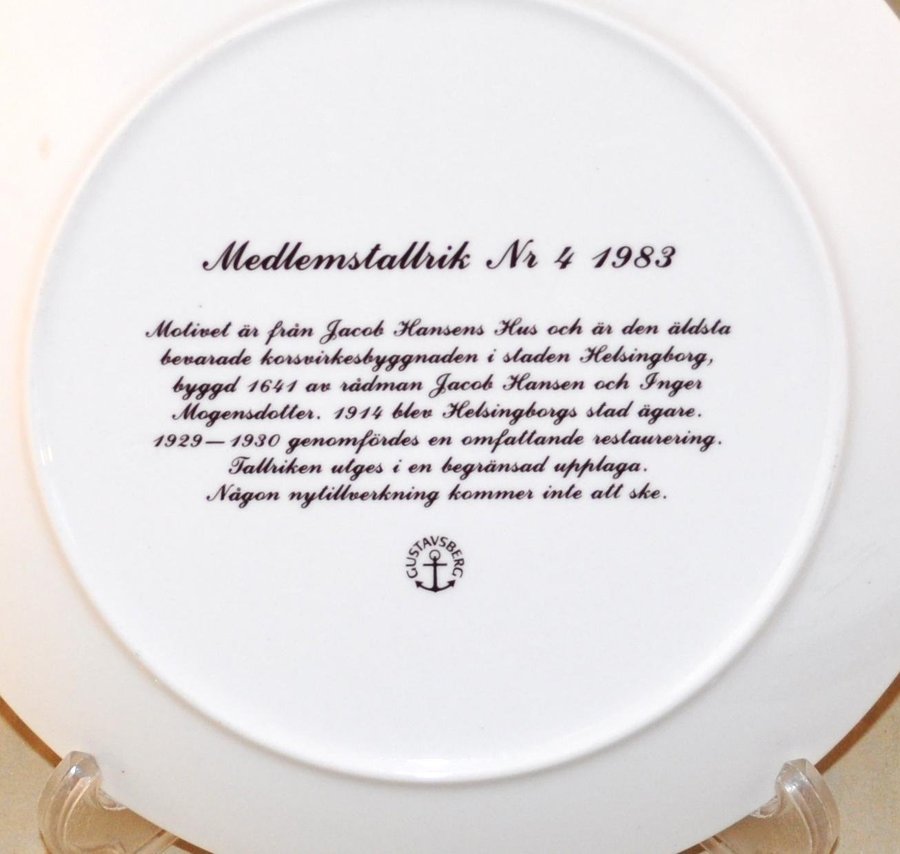 Medlemstallrik Nr 4 1983
Motivet är från Jacob Hansens Hus och är den äldsta
bevarade korsvirkesbyggnaden i staden Helsingborg,
byggd 1641 av rådman Jacob Hansen och Inger
Mogensdotter. 1914 blev Helsingborgs stad ägare.
1929—1930 genomfördes en omfattande restaurering.
Tallriken utges i en begränsad upplaga.
Någon nytillverkning kommer inte att ske.
GUSTAVSBERG